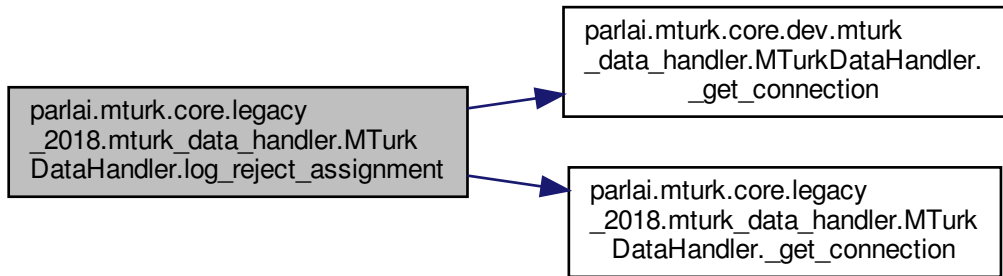 parlai.mturk.core.legacy
_2018.mturk_data_handler.MTurk
DataHandler.log_reject_assignment
parlai.mturk.core.dev.mturk
_data_handler.MTurkDataHandler.
_get_connection
parlai.mturk.core.legacy
_2018.mturk_data_handler.MTurk
DataHandler._get_connection